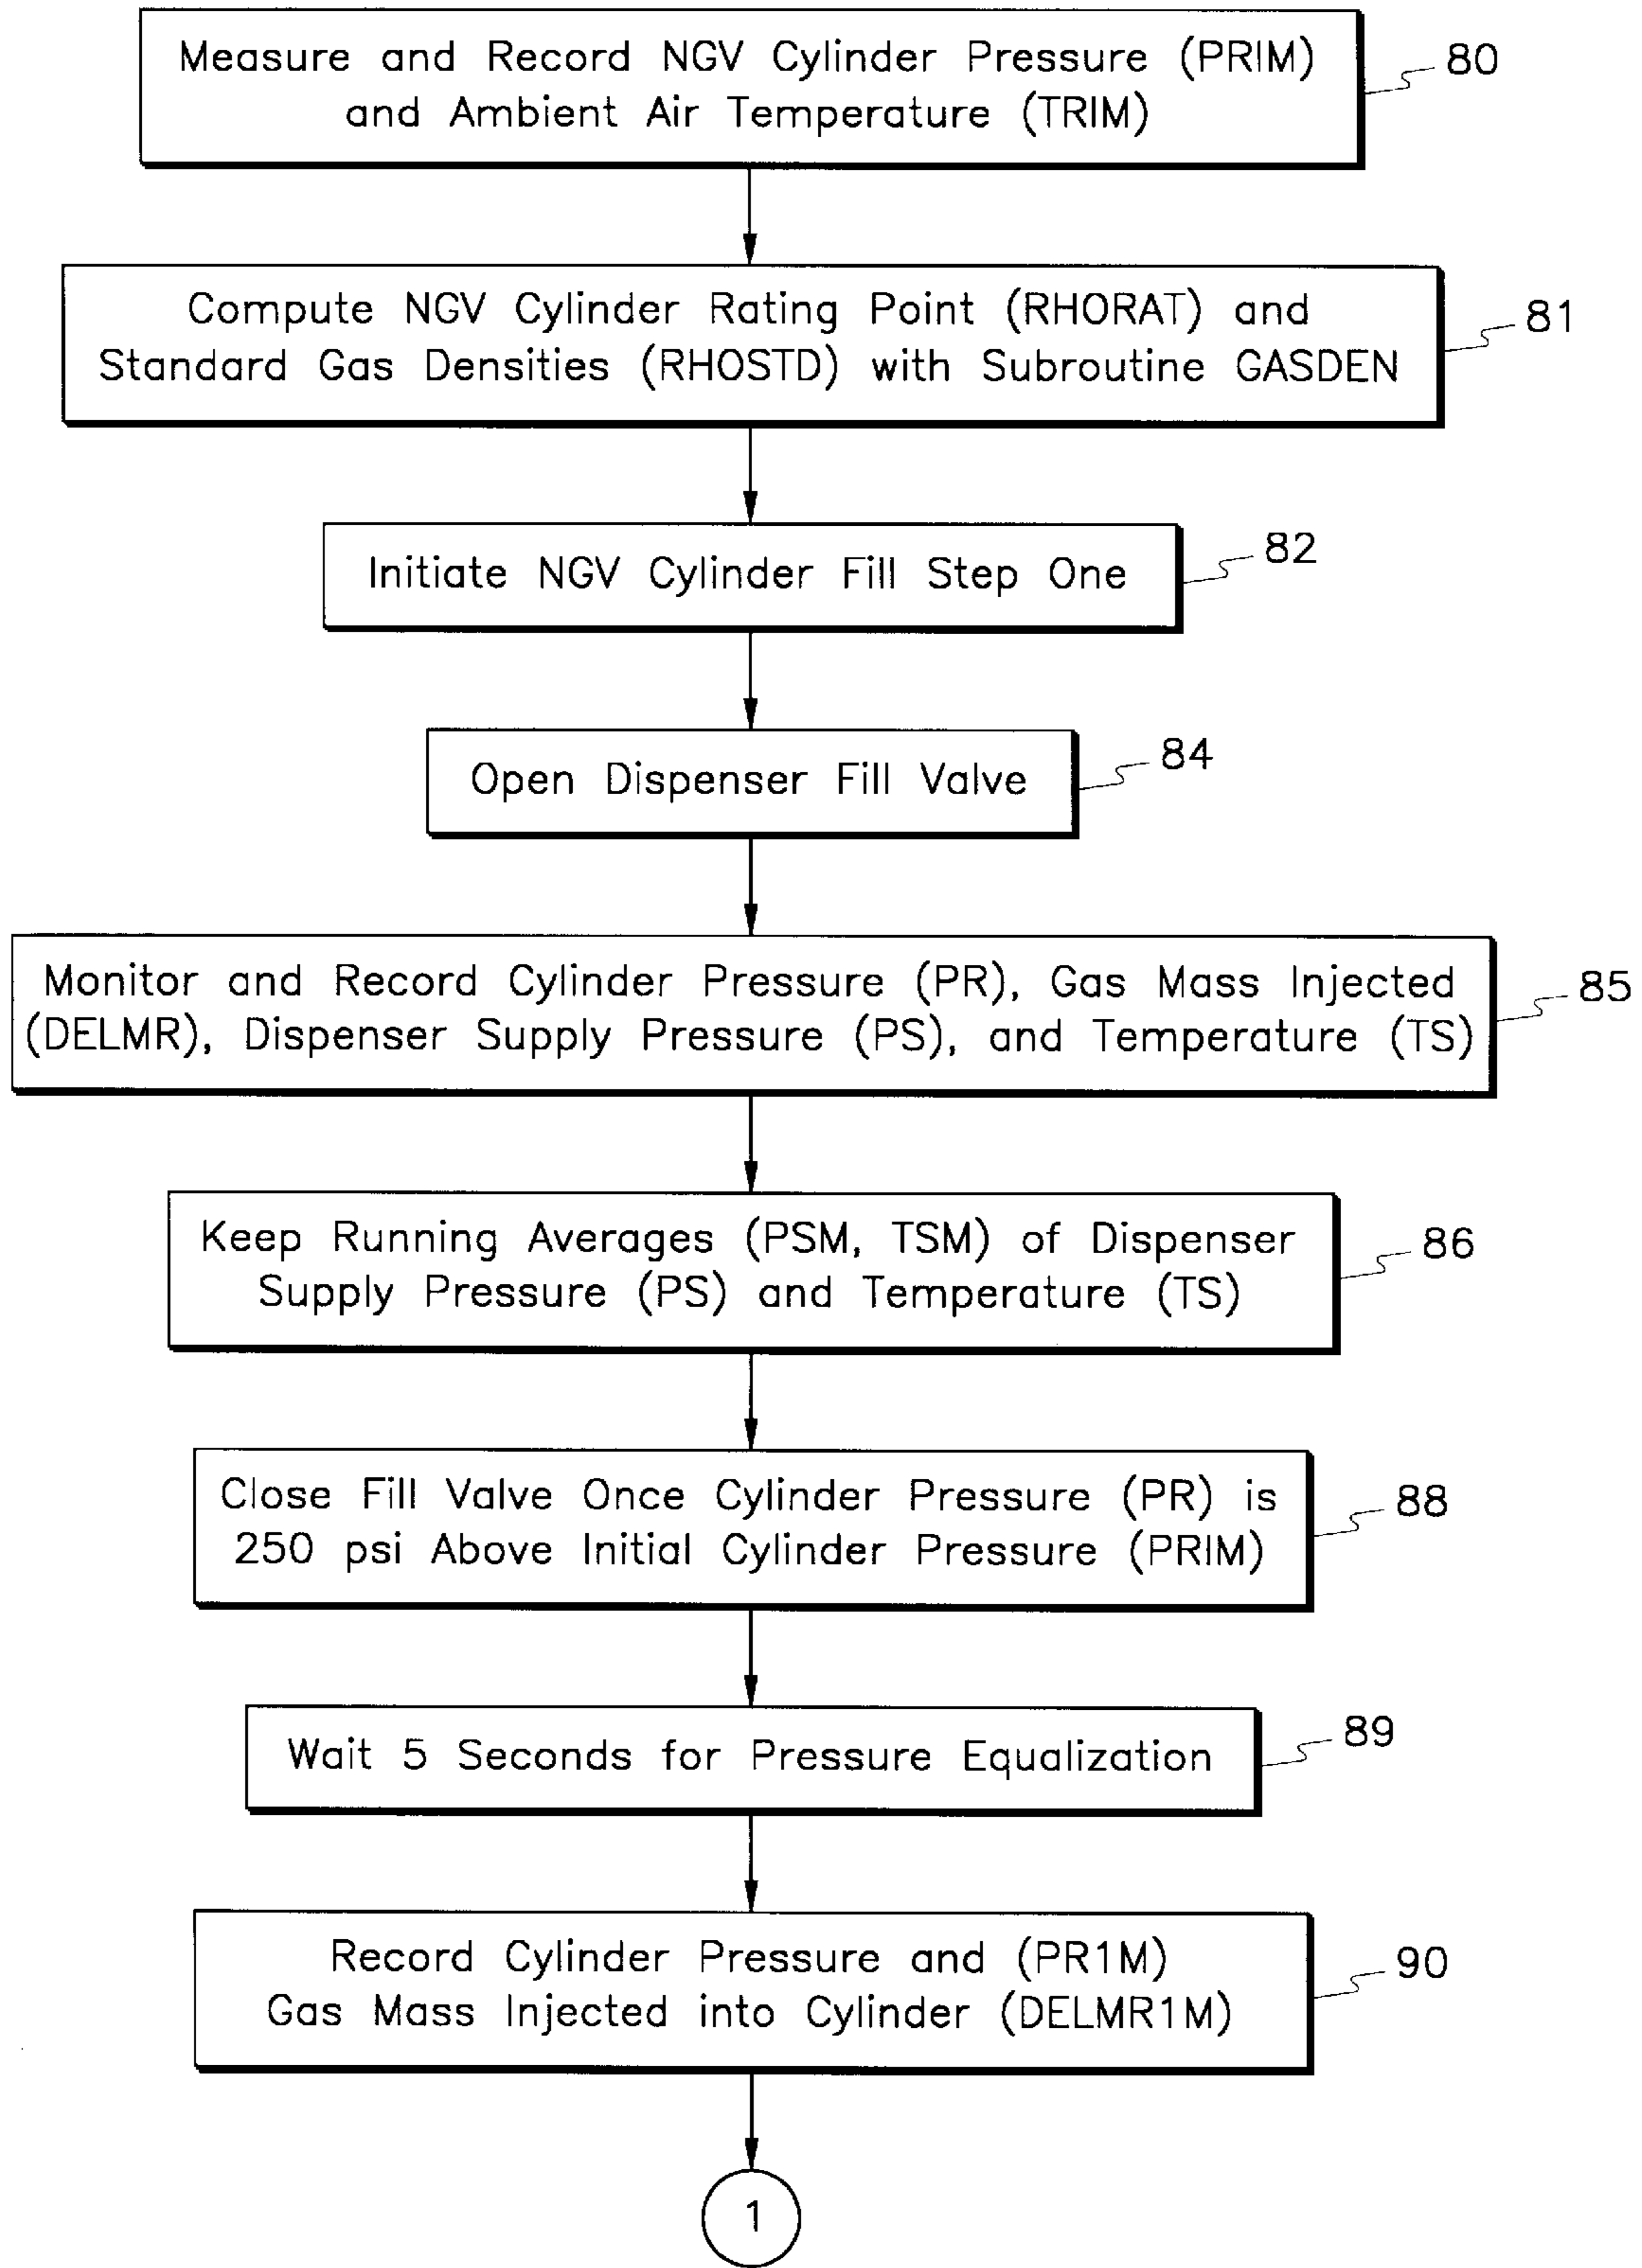 Measure and Record NGV Cylinder Pressure (PRIM)
and Ambient Air Temperature (TRIM)
80
Compute NGV Cylinder Rating Point (RHORAT) and
Standard Gas Densities (RHOSTD) with Subroutine GASDEN
81
Initiate NGV Cylinder Fill Step One
82
Open Dispenser Fill Valve
84
Monitor and Record Cylinder Pressure (PR), Gas Mass Injected
(DELMR), Dispenser Supply Pressure (PS), and Temperature (TS)
85
Keep Running Averages (PSM, TSM) of Dispenser
Supply Pressure (PS) and Temperature (TS)
86
Close Fill Valve Once Cylinder Pressure (PR) is
250 psi Above Initial Cylinder Pressure (PRIM)
88
Wait 5 Seconds for Pressure Equalization
89
Record Cylinder Pressure and (PR1M)
Gas Mass Injected into Cylinder (DELMR1M)
90
1